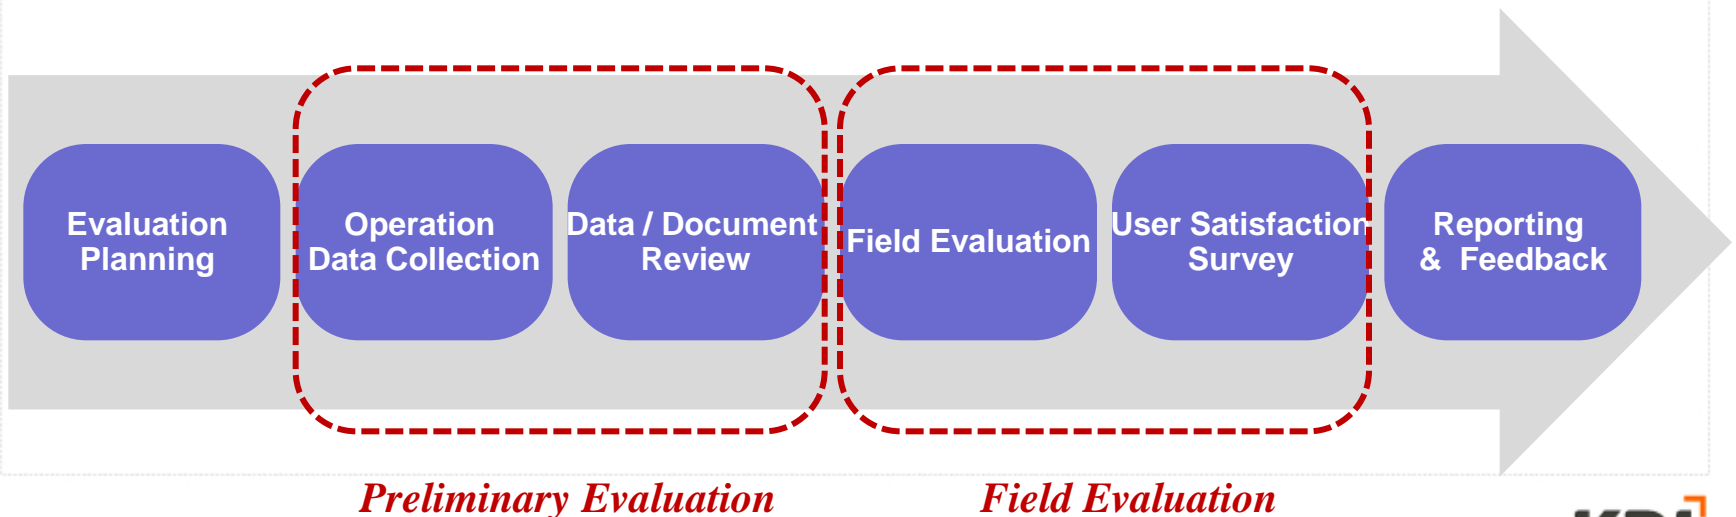 Evaluation
Planning
Operation
Data Collection
Data / Document
Review
Field Evaluation
User Satisfaction
Survey
Reporting
& Feedback
Preliminary Evaluation
Field Evaluation